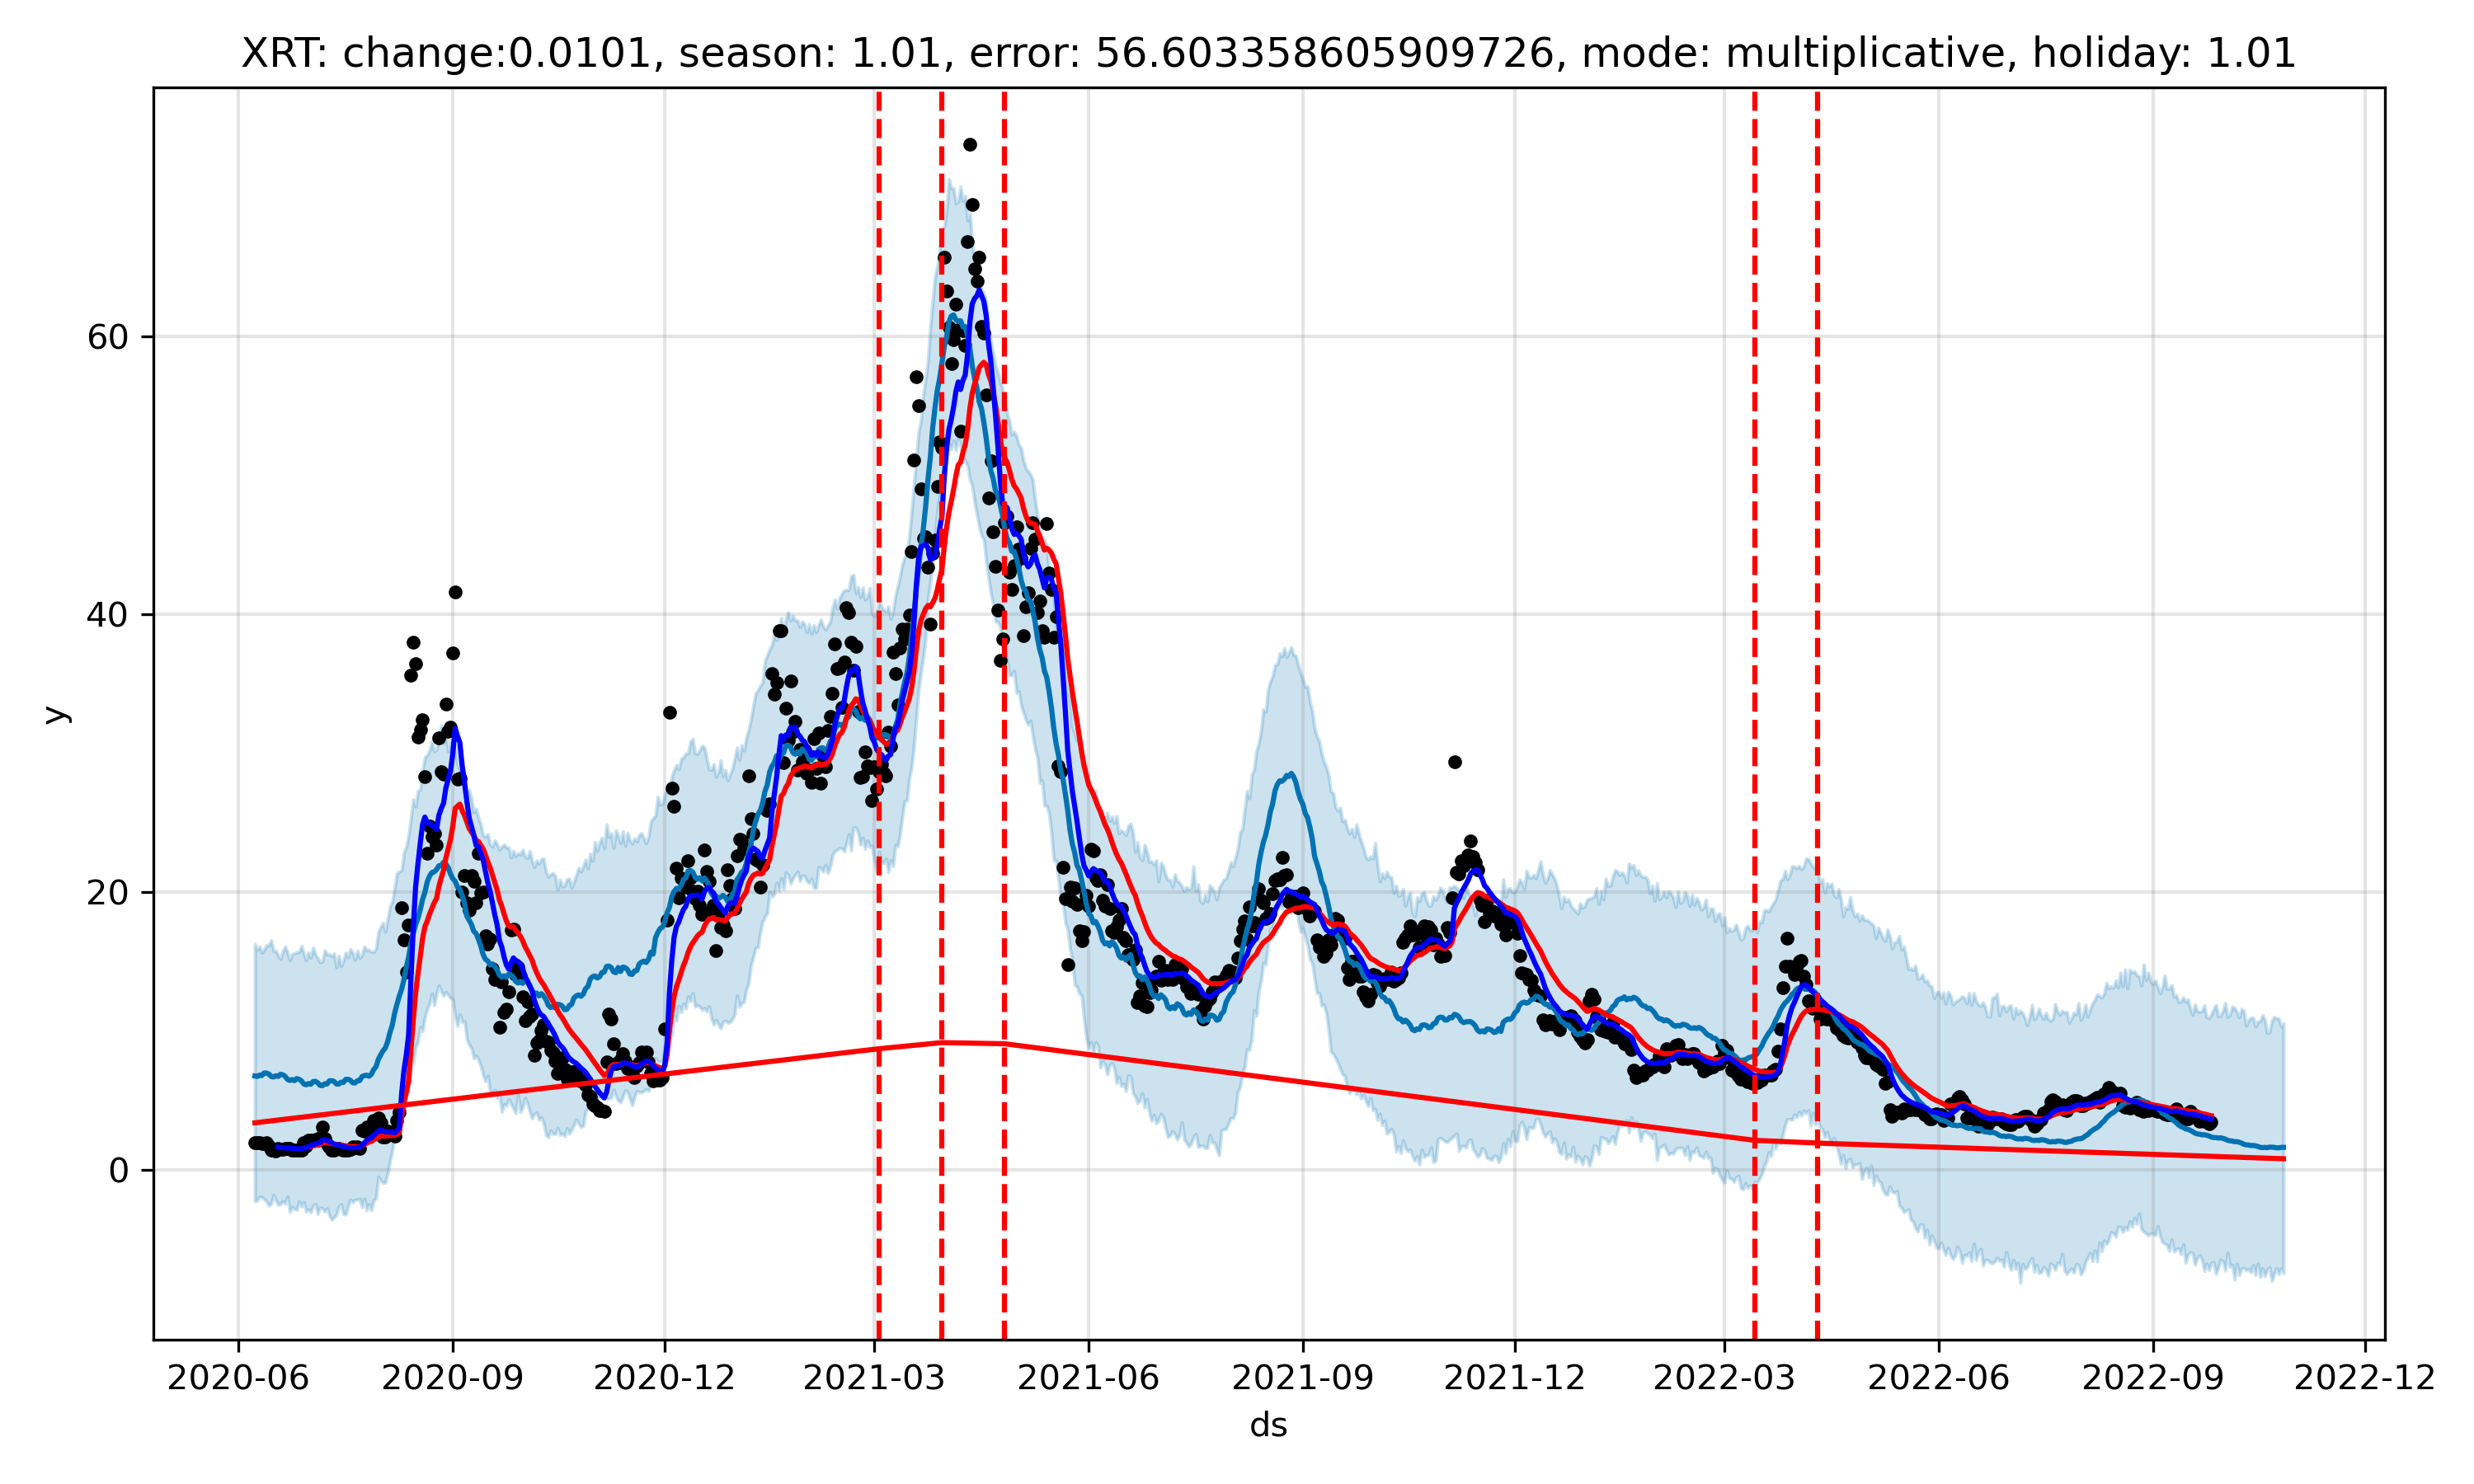 XRT: change:0.0101, season: 1.01, error: 56.603358605909726, mode: multiplicative, holiday: 1.01
60
40
20
0
y
2020-06 2020-09 2020-12 2021-03 2021-06 2021-09 2021-12 2022-03 2022-06 2022-09 2022-12
ds